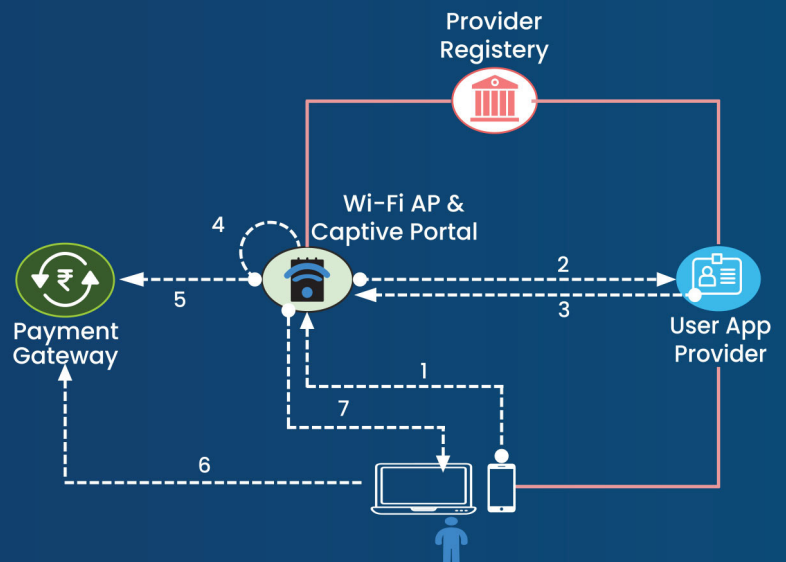 Provider
Registery
Wi-Fi AP &
Captive Portal
4
2
5
3
₹
Payment
Gateway
User App
Provider
1
7
6